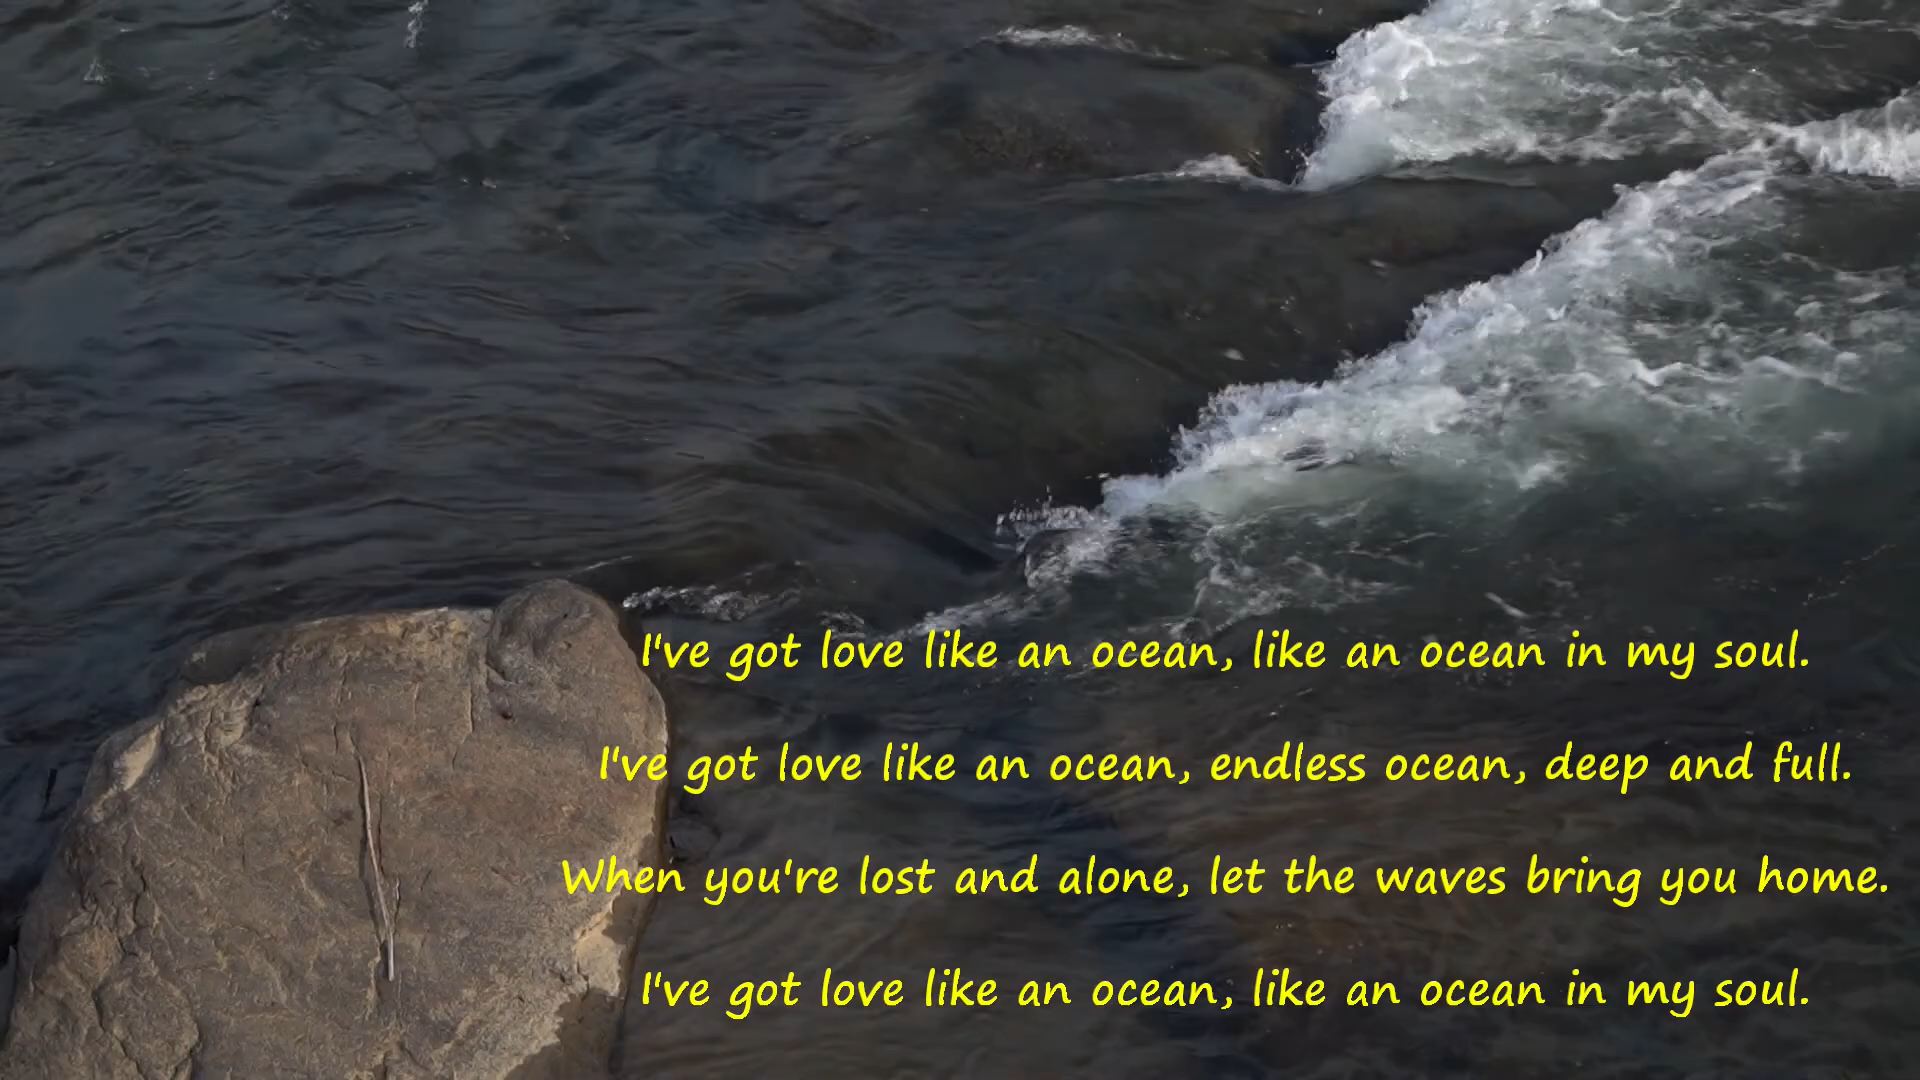 I've got love like an ocean, like an ocean in my soul.
I've got love like an ocean, endless ocean, deep and full.
When you're lost and alone, let the waves bring you home.
I've got love like an ocean, like an ocean in my soul.